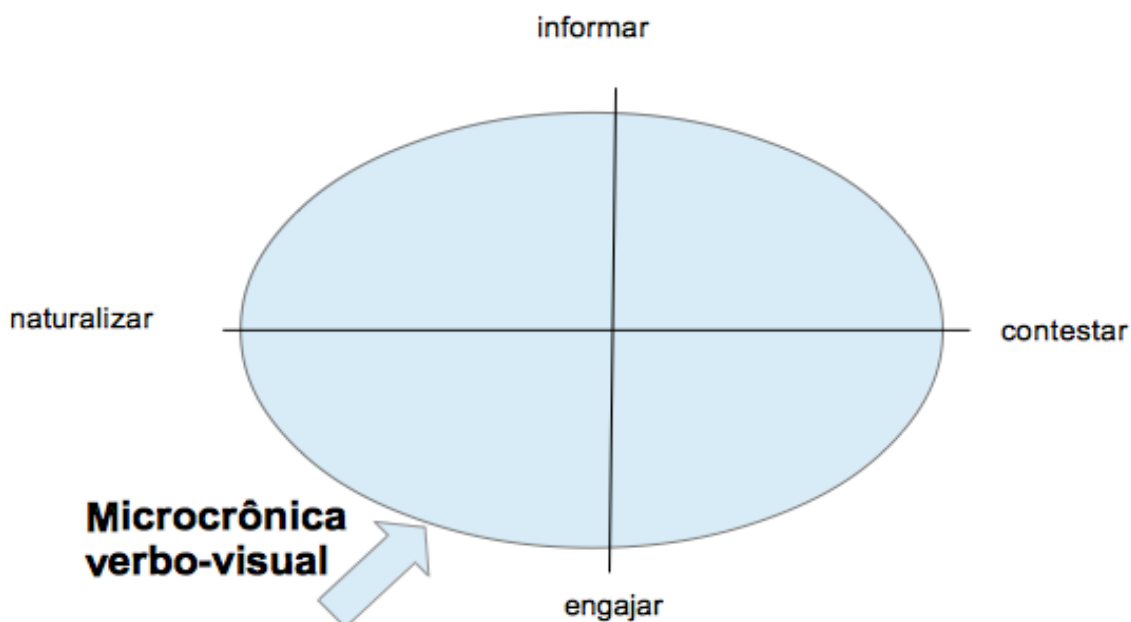 informar
naturalizar
contestar
Microcrônica
verbo-visual
engajar